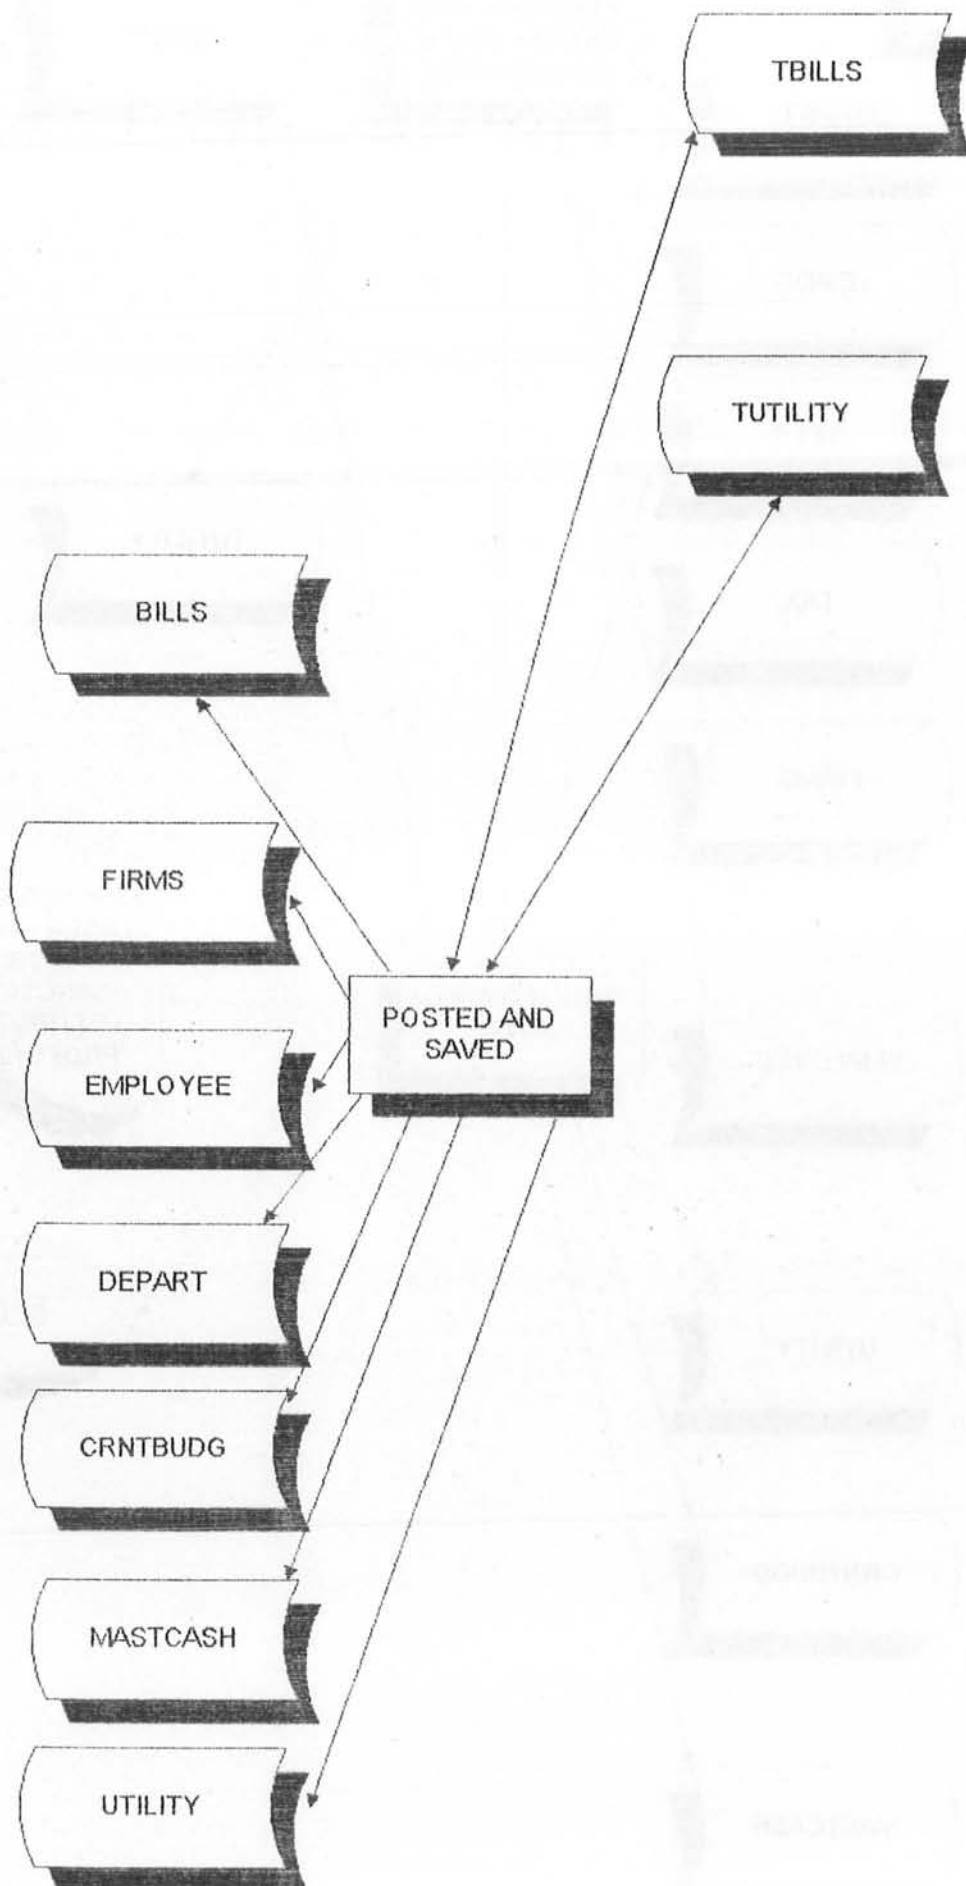 TBILLS
TUTILITY
BILLS
FIRMS
POSTED AND
SAVED
EMPLOYEE
DEPART
CRNTBUDG
MASTCASH
UTILITY